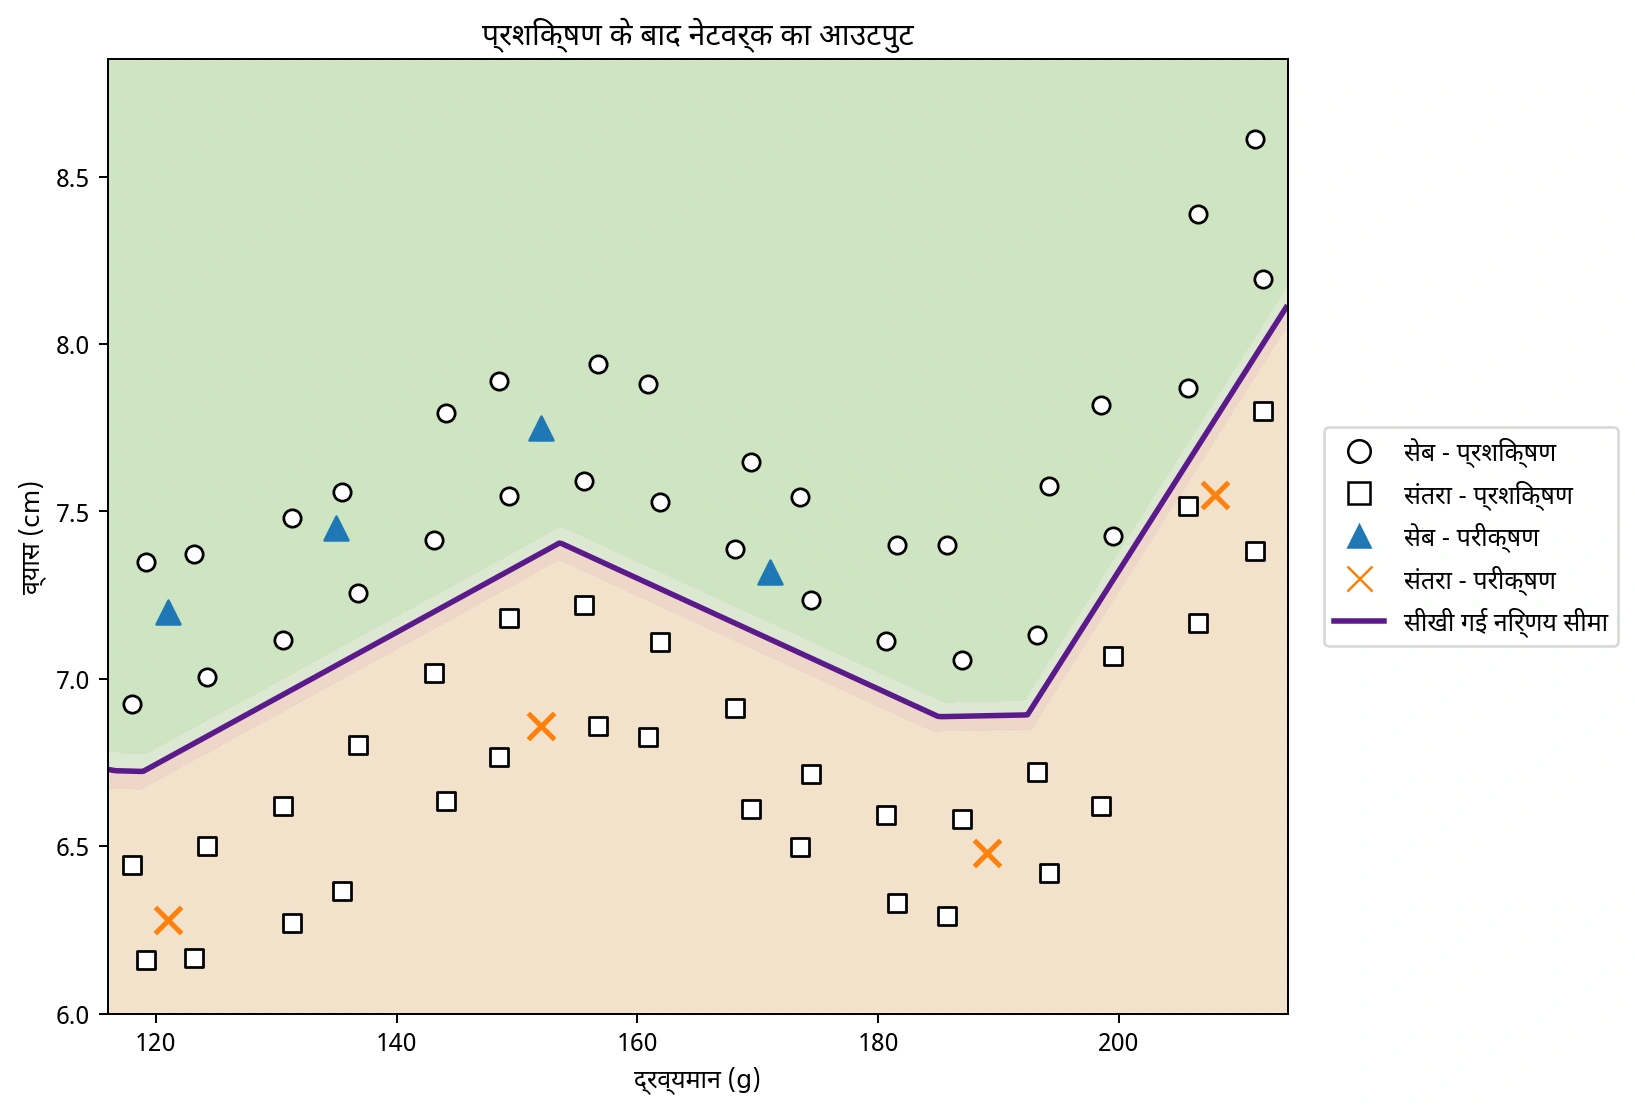 प्रशिक्षण के बाद नेटवर्क का आउटपुट
व्यास (cm)
8.5
8.0
7.5
7.0
6.5
6.0
120
140
160
180
200
द्रव्यमान (g)
सेब - प्रशिक्षण
संतरा - प्रशिक्षण
सेब - परीक्षण
संतरा - परीक्षण
सीखी गई निर्णय सीमा